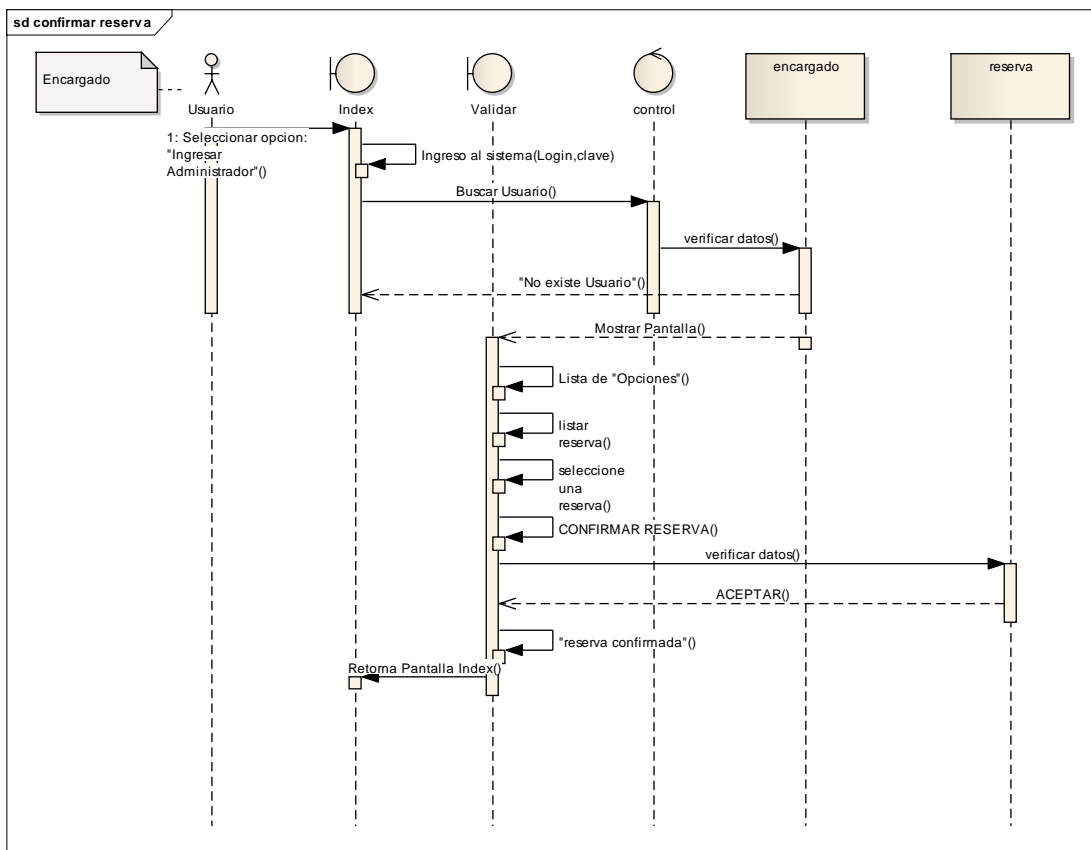 sd confirmar reserva
Encargado
Usuario
Index
Validar
control
encargado
reserva
1: Seleccionar opcion:
"Ingresar
Administrador"()
Ingreso al sistema(Login,clave)
Buscar Usuario()
verificar datos()
"No existe Usuario"()
Mostrar Pantalla()
Lista de "Opciones"()
listar
reserva()
seleccione
una
reserva()
CONFIRMAR RESERVA()
verificar datos()
ACEPTAR()
"reserva confirmada"()
Retorna Pantalla Index()